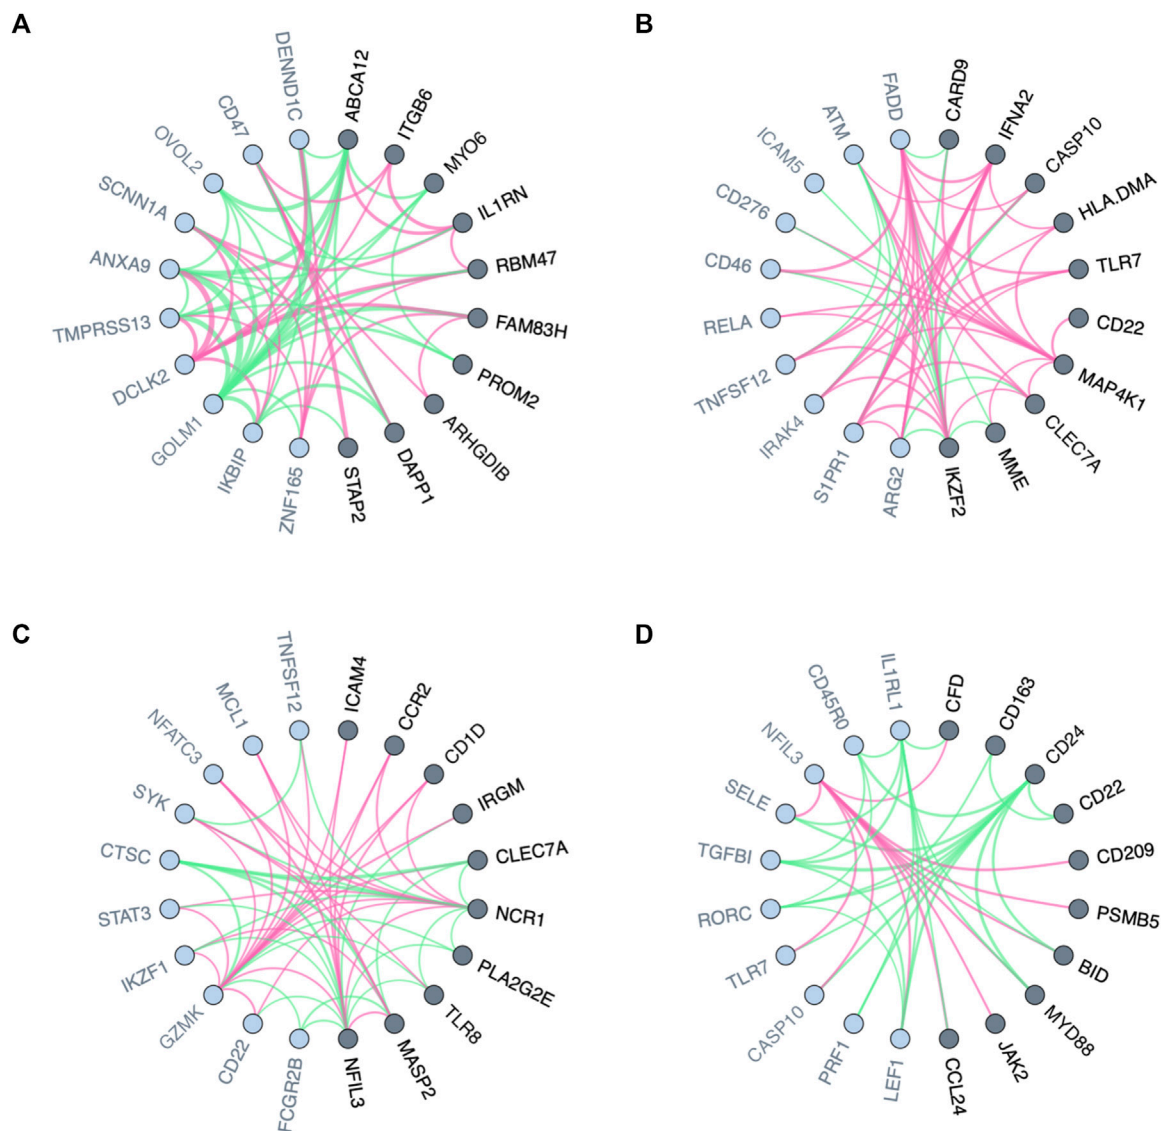 A
DENND1C
ABCA12
ITGB6
MYO6
IL1RN
RBM47
FAM83H
PROM2
ARHGDIB
DAPP1
STAP2
ZNF165
IKBIP
GOLM1
DCLK2
TMPRSS13
ANXA9
SCNN1A
OVOL2
CD47
B
FADD
CARD9
IFNA2
CASP10
HLA.DMA
TLR7
CD22
MAP4K1
CLEC7A
MME
IKZF2
ARG2
S1PR1
IRAK4
TNFSF12
RELA
CD46
CD276
ICAM5
ATM
C
TNFSF12
ICAM4
CCR2
CD1D
IRGM
CLEC7A
NCR1
PLA2G2E
TLR8
MASP2
NFIL3
FCGR2B
CD22
GZMK
IKZF1
STAT3
CTSC
SYK
NFATC3
MCL1
D
IL1RL1
CFD
CD163
CD24
CD22
CD209
PSMB5
BID
MYD88
JAK2
CCL24
LEF1
PRF1
CASP10
TLR7
RORC
TGFBI
SELE
NFIL3
CD45R0